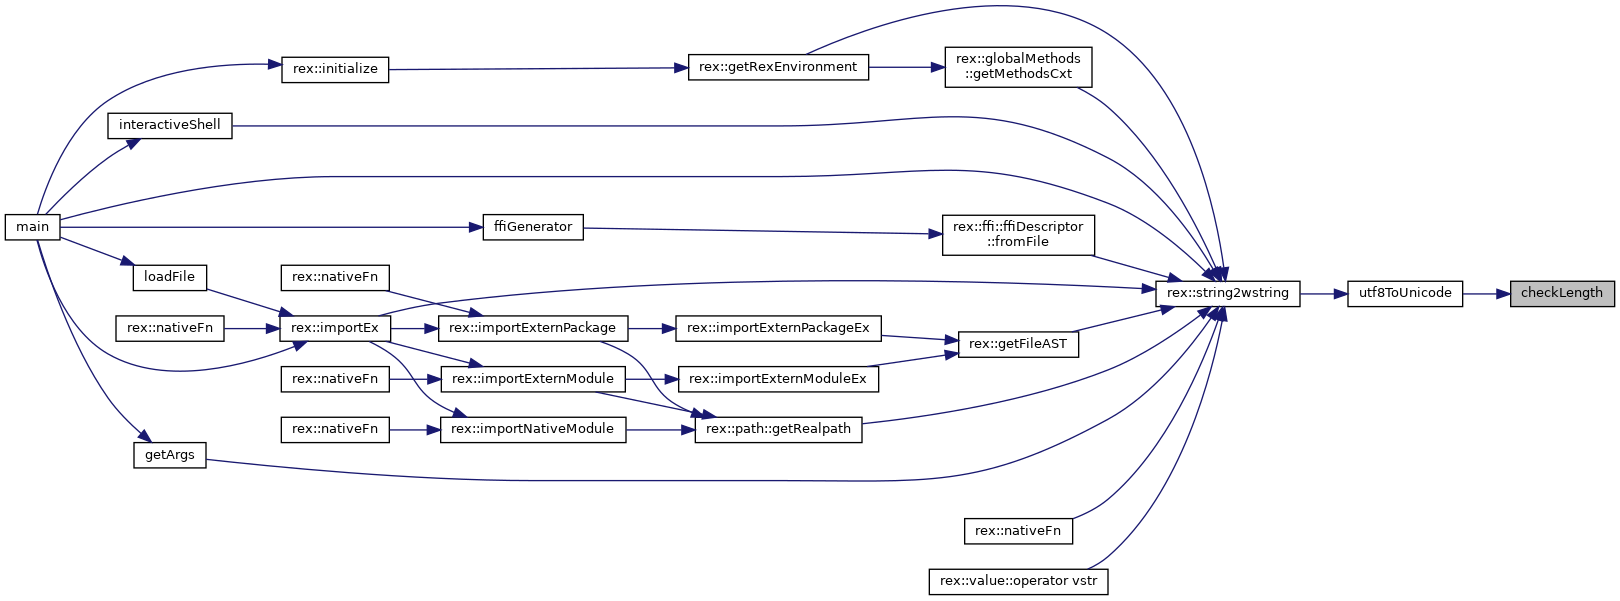 rex::globalMethods
::getMethodsCxt
rex::initialize
rex::getRexEnvironment
interactiveShell
main
ffiGenerator
rex::ffi::ffiDescriptor
::fromFile
loadFile
rex::nativeFn
rex::string2wstring
utf8ToUnicode
checkLength
rex::nativeFn
rex::importEx
rex::importExternPackage
rex::importExternPackageEx
rex::getFileAST
rex::nativeFn
rex::importExternModule
rex::importExternModuleEx
rex::nativeFn
rex::importNativeModule
rex::path::getRealpath
getArgs
rex::nativeFn
rex::value::operator vstr